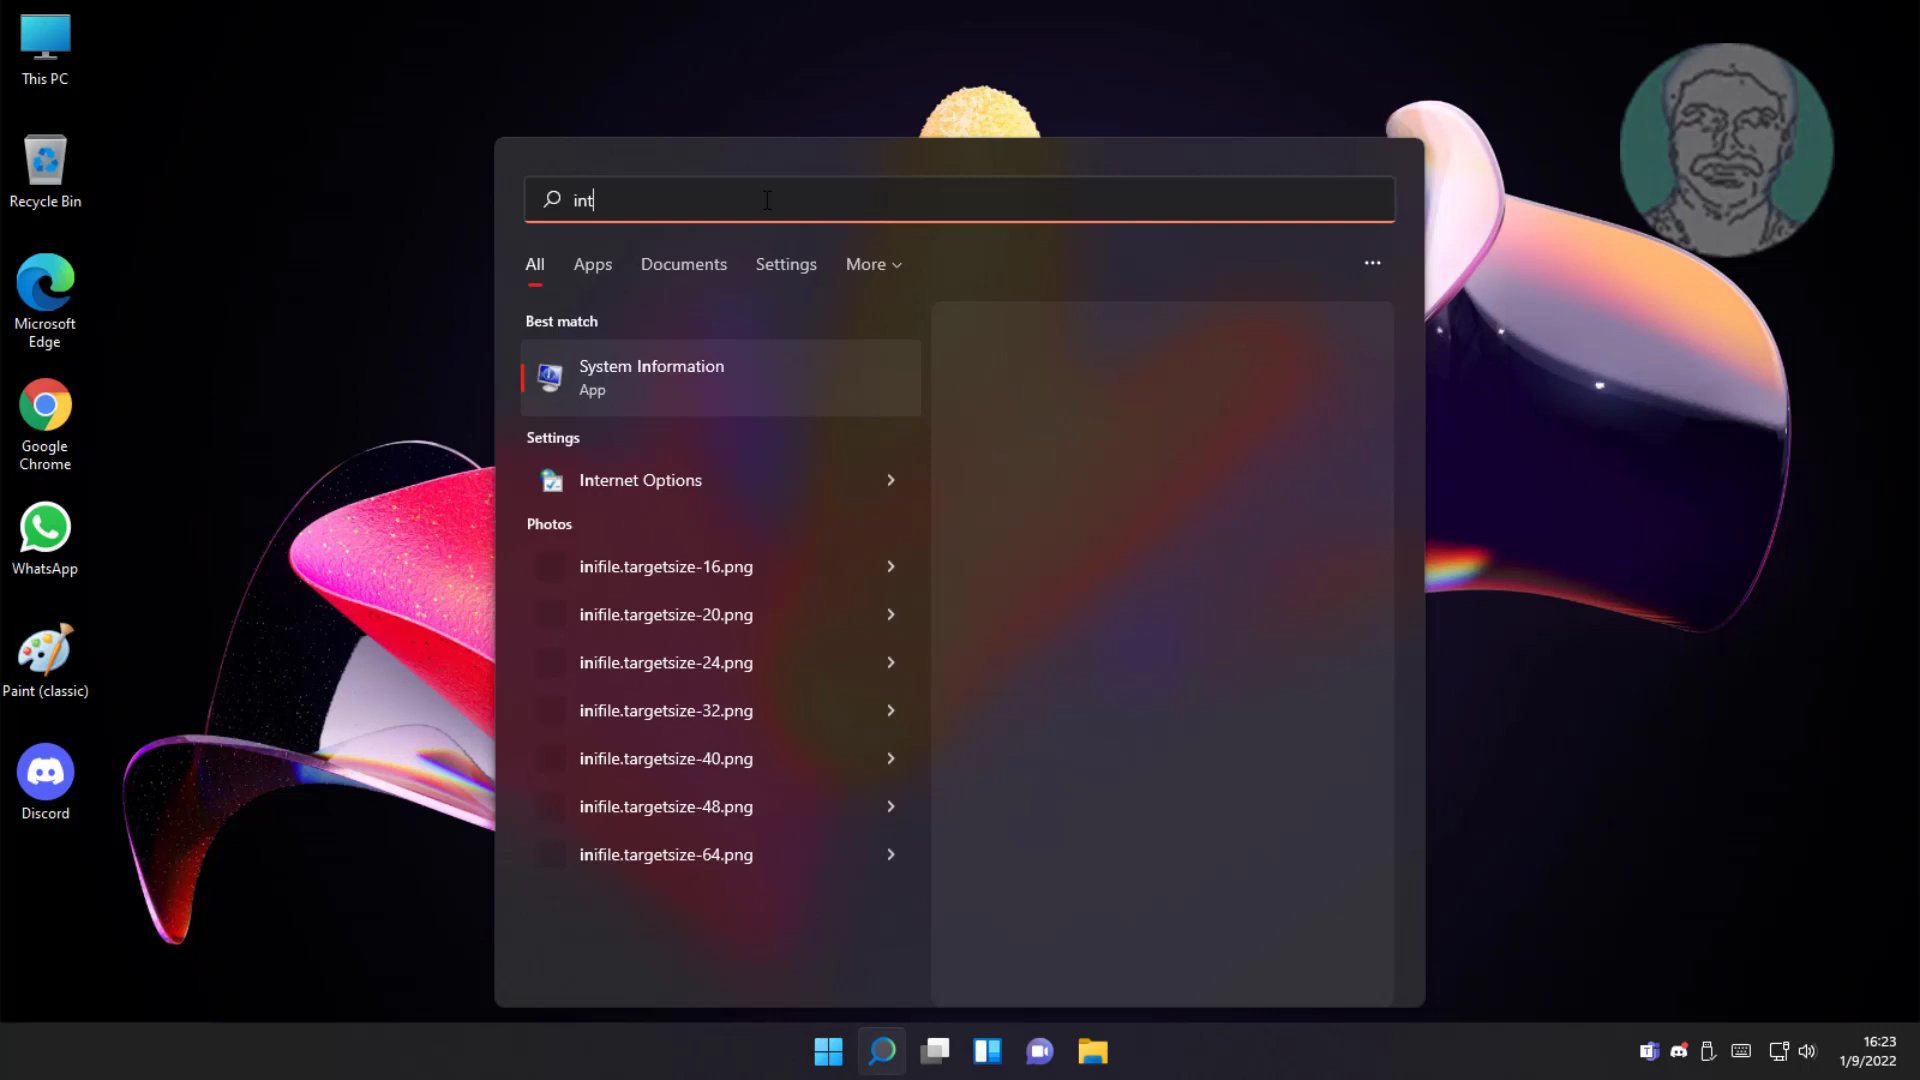 This PC
Recycle Bin
Microsoft
Edge
Google
Chrome
WhatsApp
Paint (classic)
Discord
int
All Apps Documents Settings More
Best match
System Information
App
Settings
Internet Options
Photos
inifile.targetsize-16.png
inifile.targetsize-20.png
inifile.targetsize-24.png
inifile.targetsize-32.png
inifile.targetsize-40.png
inifile.targetsize-48.png
inifile.targetsize-64.png
16:23
1/9/2022